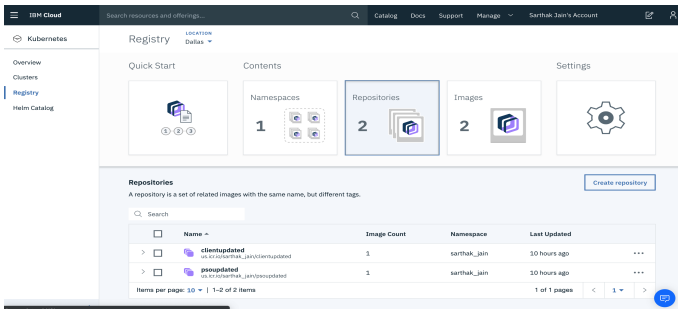 IBM Cloud
Search resources and offerings...
Catalog
Docs
Support
Manage
Sarthak Jain's Account
Kubernetes
Overview
Clusters
Registry
Helm Catalog
Registry
LOCATION
Dallas
Quick Start
Contents
Settings
1 2 3
Namespaces
1
Repositories
2
Images
2
Repositories
A repository is a set of related images with the same name, but different tags.
Create repository
Search
Name Image Count Namespace Last Updated
clientupdated
us.icr.io/sarthak_jain/clientupdated
1 sarthak_jain 10 hours ago
psoupdated
us.icr.io/sarthak_jain/psoupdated
1 sarthak_jain 10 hours ago
Items per page: 10 | 1–2 of 2 items
1 of 1 pages
1